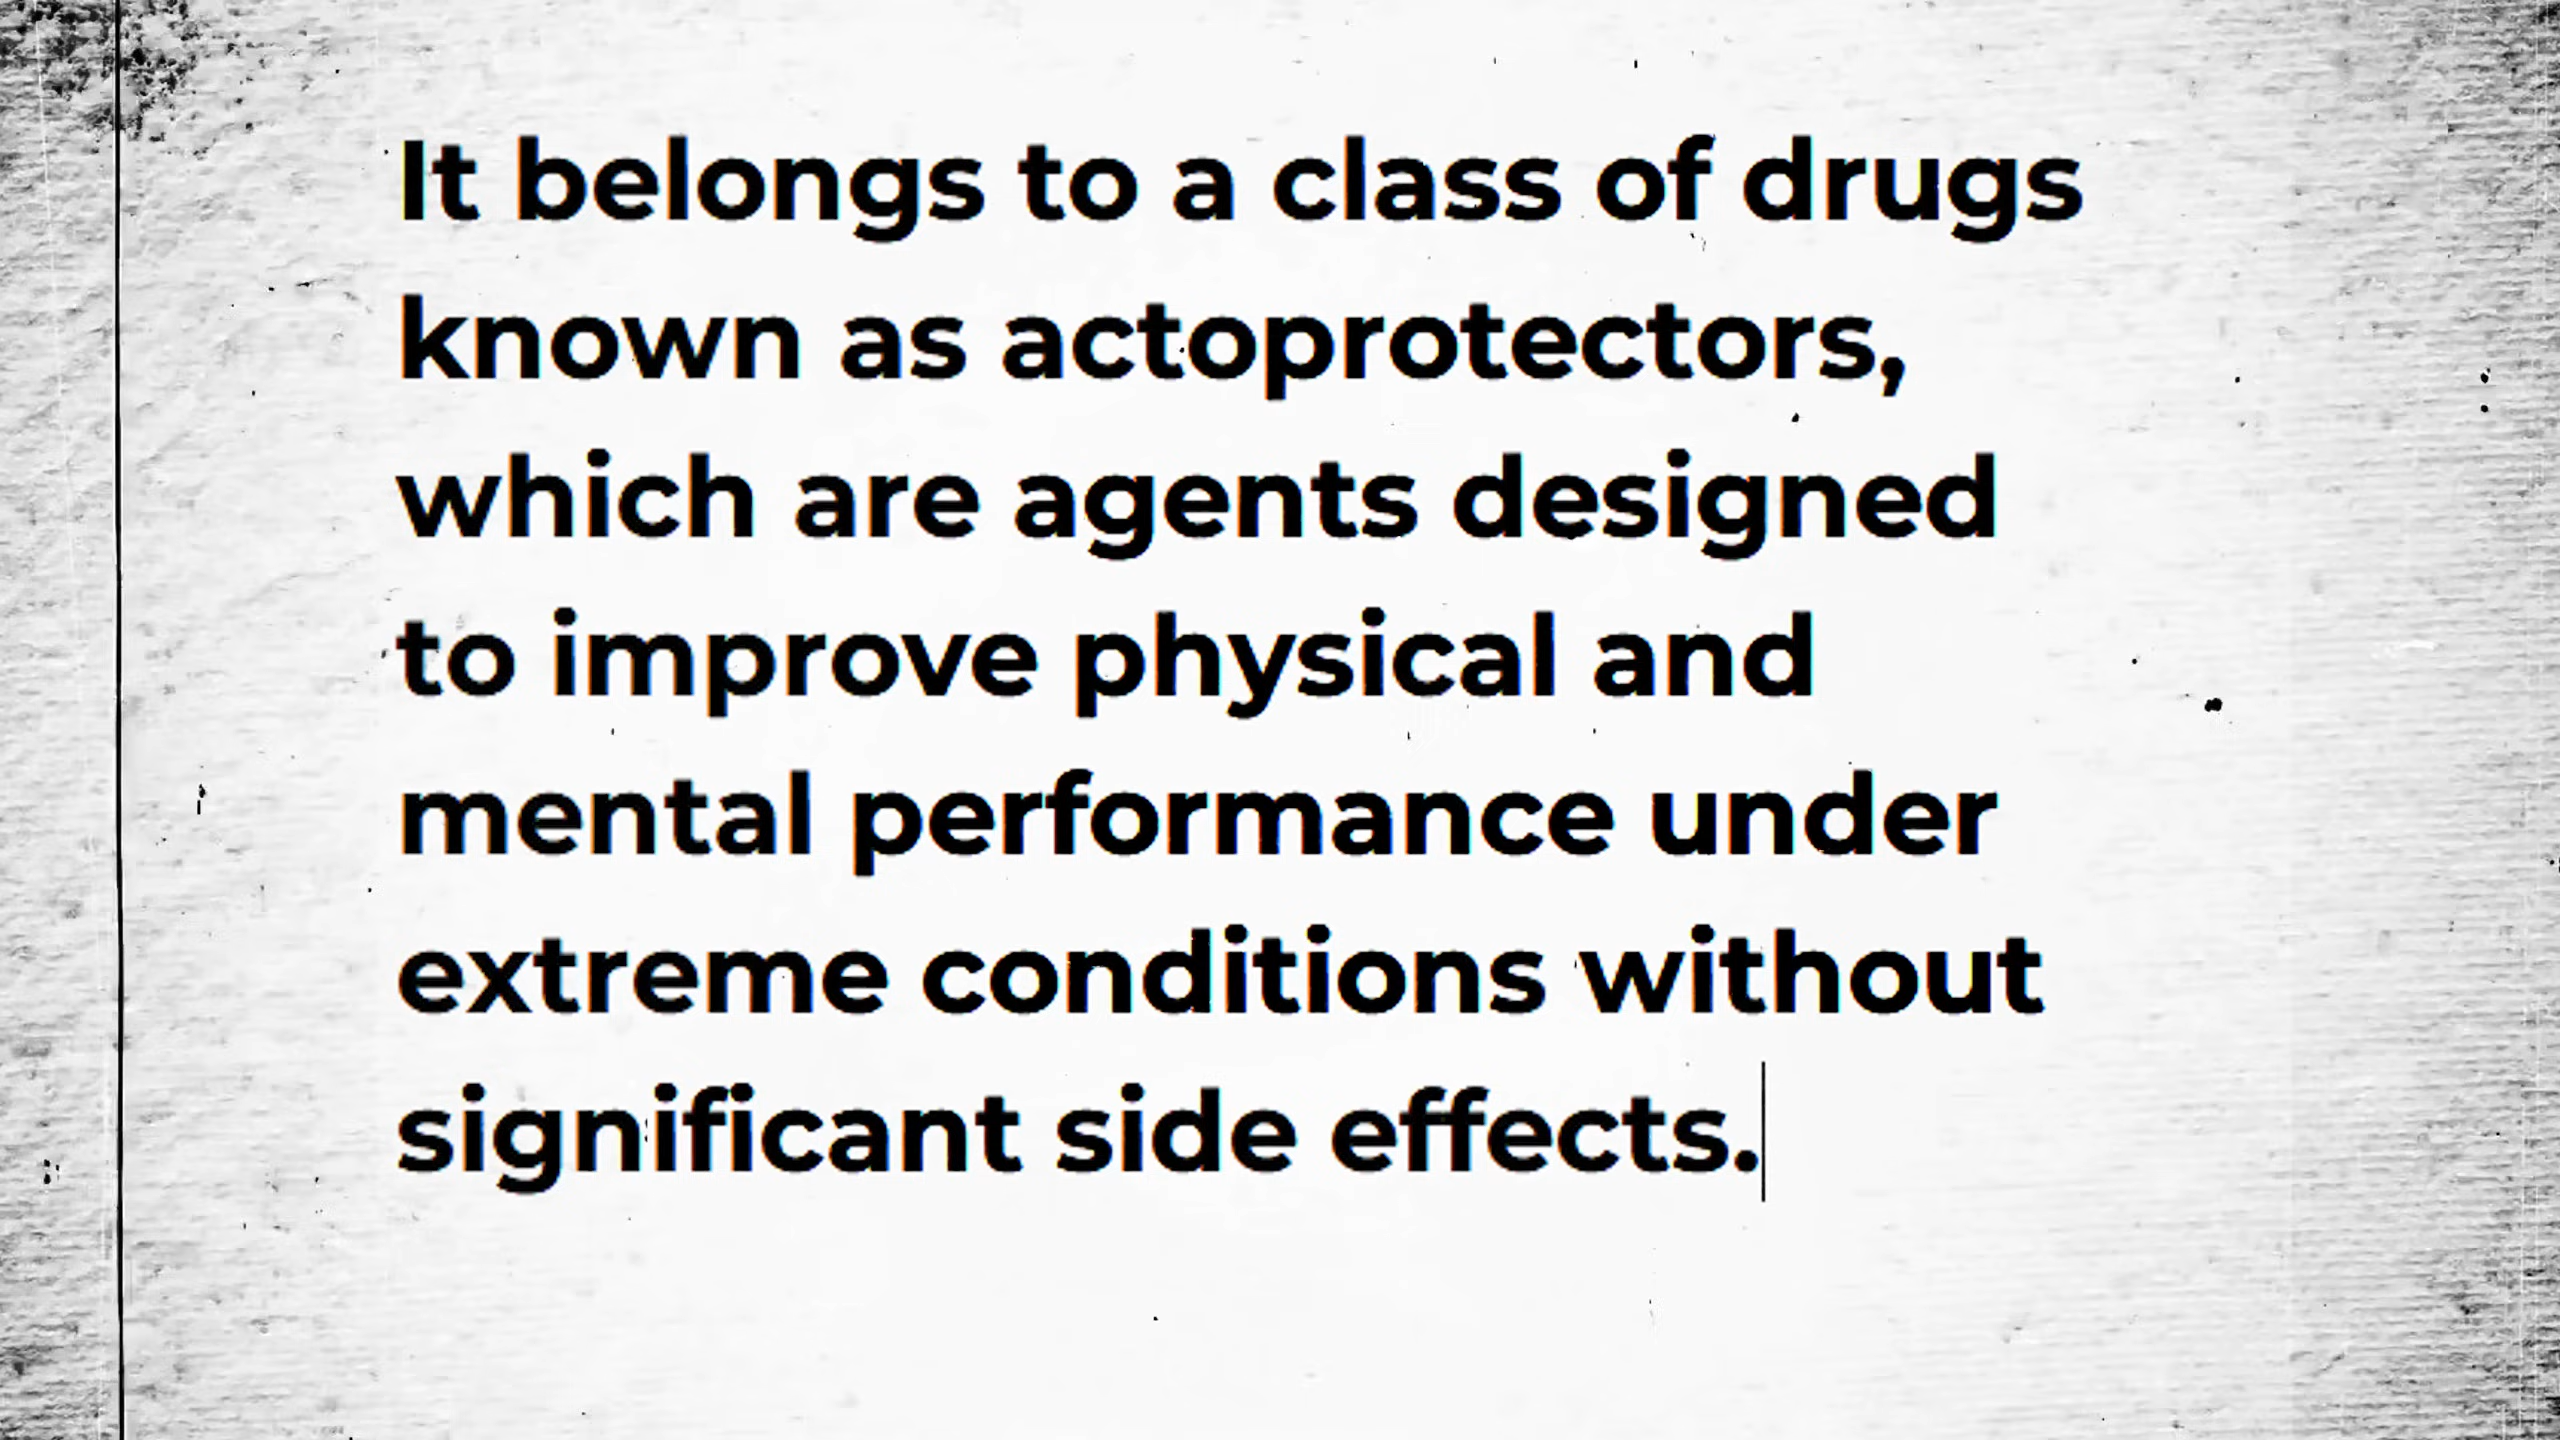 It belongs to a class of drugs
known as actoprotectors,
which are agents designed
to improve physical and
mental performance under
extreme conditions without
significant side effects.